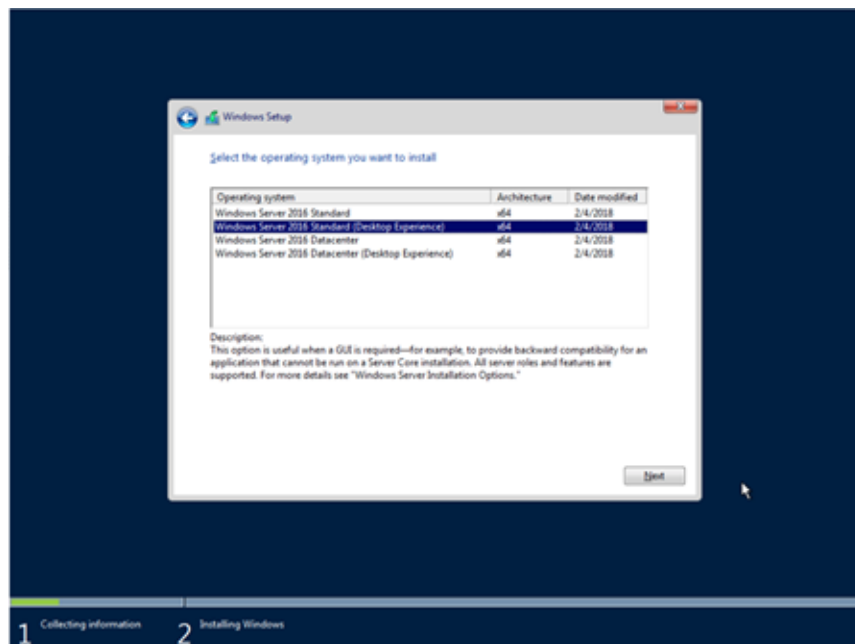 Windows Setup
Select the operating system you want to install
Operating system Architecture Date modified
Windows Server 2016 Standard x64 2/4/2018
Windows Server 2016 Standard (Desktop Experience) x64 2/4/2018
Windows Server 2016 Datacenter x64 2/4/2018
Windows Server 2016 Datacenter (Desktop Experience) x64 2/4/2018
Description:
This option is useful when a GUI is required—for example, to provide backward compatibility for an
application that cannot be run on a Server Core installation. All server roles and features are
supported. For more details see "Windows Server Installation Options."
Next
1 Collecting information 2 Installing Windows